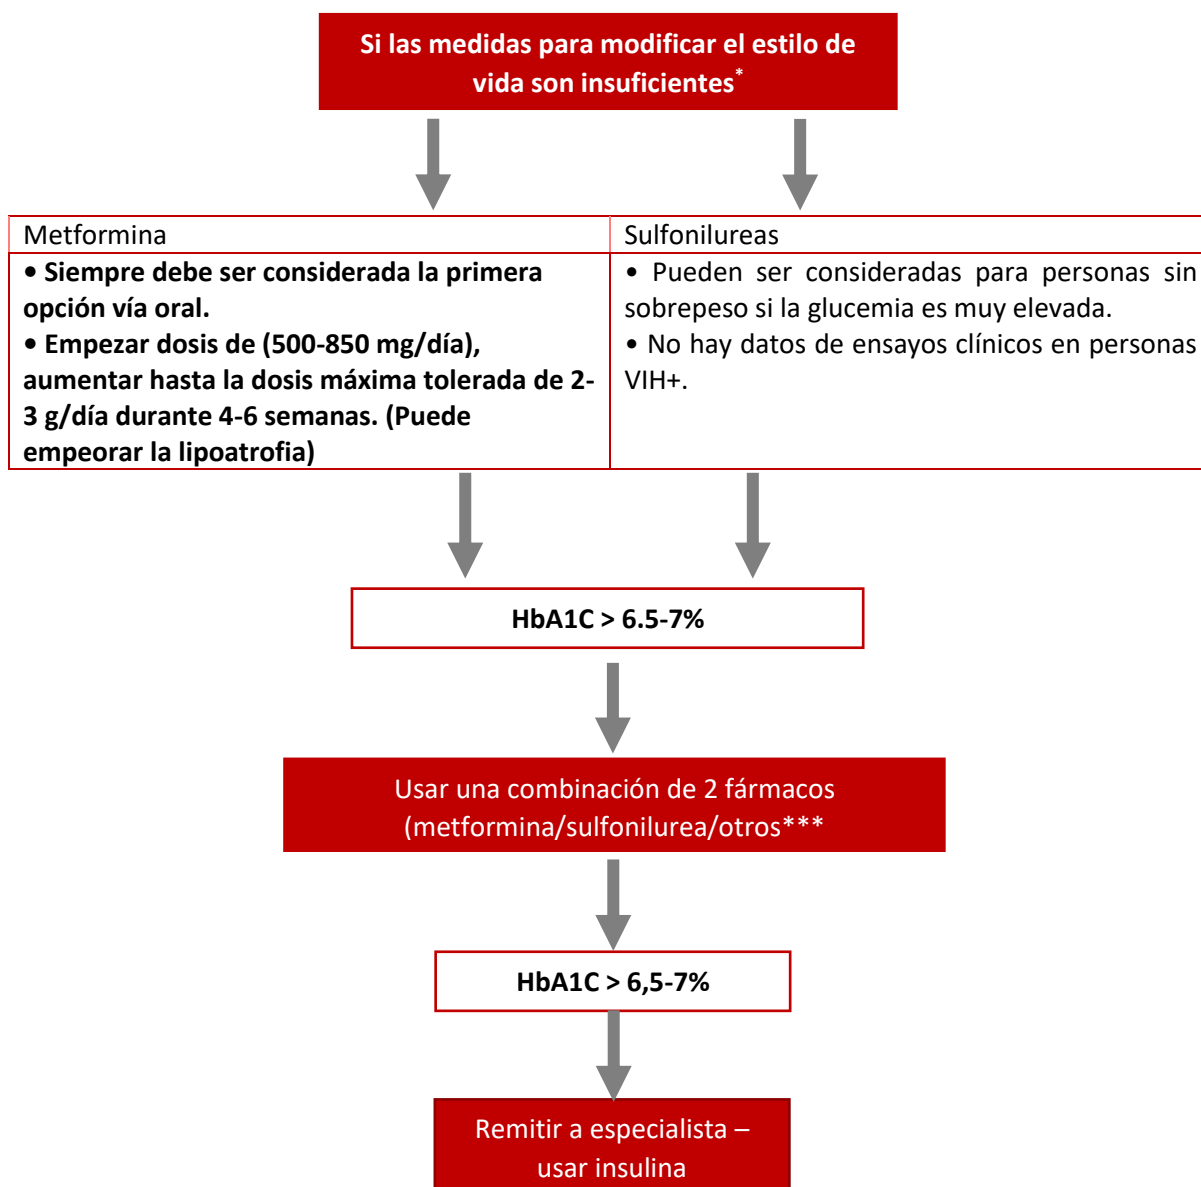 Si las medidas para modificar el estilo de
vida son insuficientes*
Metformina
• Siempre debe ser considerada la primera
opción vía oral.
• Empezar dosis de (500-850 mg/día),
aumentar hasta la dosis máxima tolerada de 2-
3 g/día durante 4-6 semanas. (Puede
empeorar la lipoatrofia)
Sulfonilureas
• Pueden ser consideradas para personas sin
sobrepeso si la glucemia es muy elevada.
• No hay datos de ensayos clínicos en personas
VIH+.
HbA1C > 6.5-7%
Usar una combinación de 2 fármacos
(metformina/sulfonilurea/otros***
HbA1C > 6,5-7%
Remitir a especialista –
usar insulina